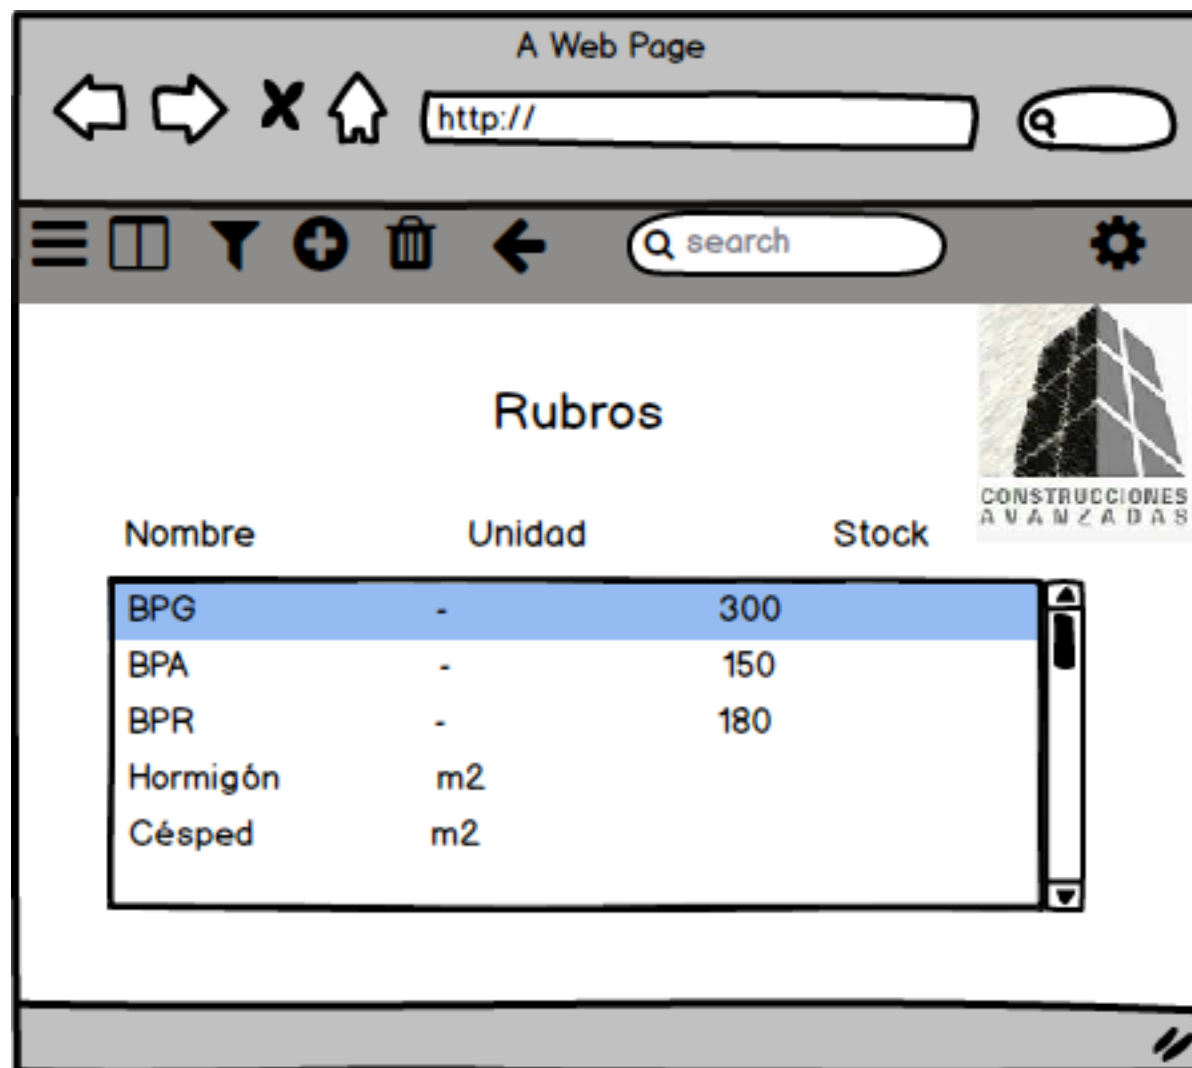 A Web Page
http://
search
CONSTRUCCIONES
AVANZADAS
Rubros
Nombre Unidad Stock
BPG - 300
BPA - 150
BPR - 180
Hormigón m2
Césped m2